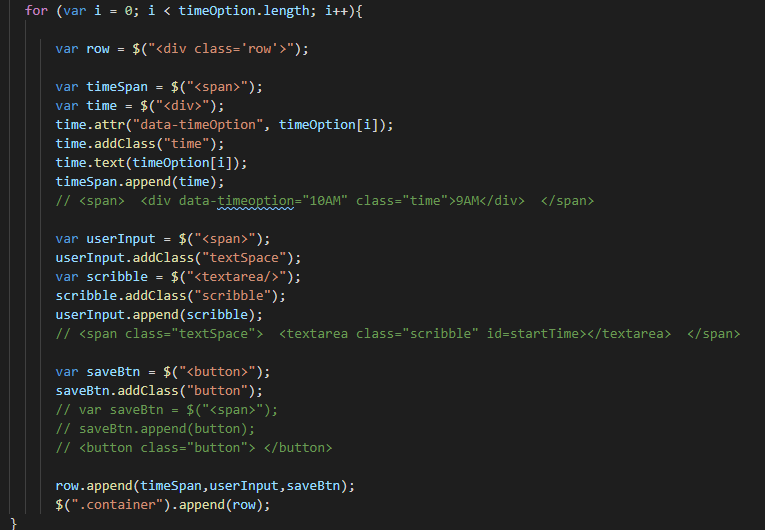 for (var i = 0; i < timeOption.length; i++){
var row = $("<div class='row'>");
var timeSpan = $("<span>");
var time = $("<div>");
time.attr("data-timeOption", timeOption[i]);
time.addClass("time");
time.text(timeOption[i]);
timeSpan.append(time);
// <span>  <div data-timeoption="10AM" class="time">9AM</div>  </span>
var userInput = $("<span>");
userInput.addClass("textSpace");
var scribble = $("<textarea/>");
scribble.addClass("scribble");
userInput.append(scribble);
// <span class="textSpace">  <textarea class="scribble" id=startTime></textarea>  </span>
var saveBtn = $("<button>");
saveBtn.addClass("button");
// var saveBtn = $("<span>");
// saveBtn.append(button);
// <button class="button"> </button>
row.append(timeSpan,userInput,saveBtn);
$(".container").append(row);
}